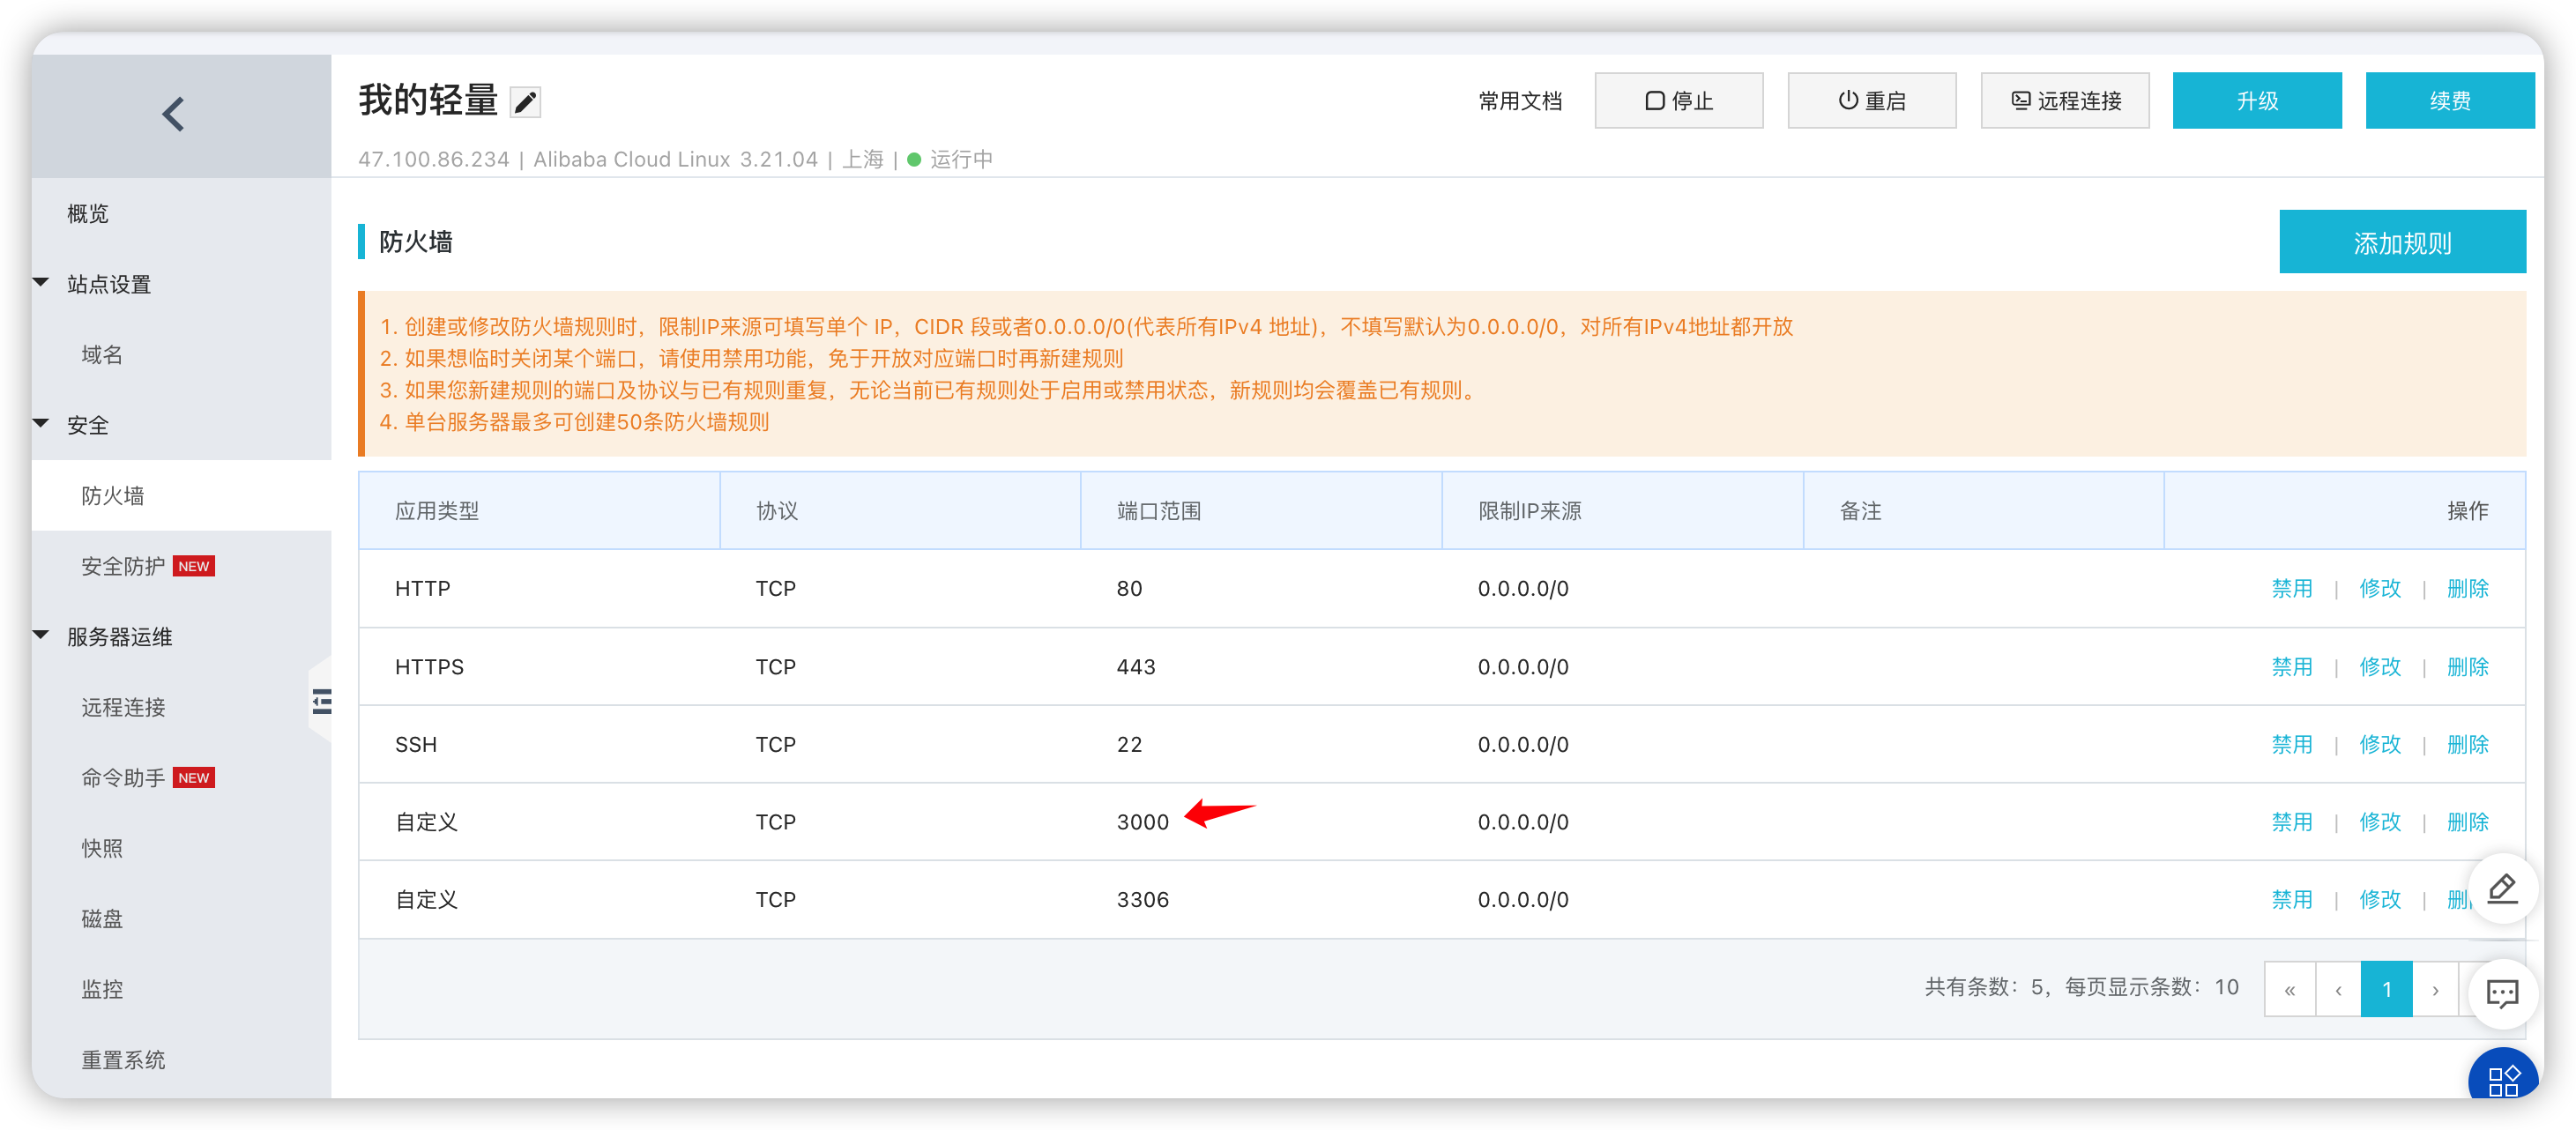 我的轻量
常用文档
停止
重启
远程连接
升级
续费
47.100.86.234 | Alibaba Cloud Linux 3.21.04 | 上海 | 运行中
概览
站点设置
域名
安全
防火墙
安全防护 NEW
服务器运维
远程连接
命令助手 NEW
快照
磁盘
监控
重置系统
防火墙
添加规则
1. 创建或修改防火墙规则时，限制IP来源可填写单个 IP，CIDR 段或者0.0.0.0/0(代表所有IPv4 地址)，不填写默认为0.0.0.0/0，对所有IPv4地址都开放
2. 如果想临时关闭某个端口，请使用禁用功能，免于开放对应端口时再新建规则
3. 如果您新建规则的端口及协议与已有规则重复，无论当前已有规则处于启用或禁用状态，新规则均会覆盖已有规则。
4. 单台服务器最多可创建50条防火墙规则
应用类型 协议 端口范围 限制IP来源 备注 操作
HTTP TCP 80 0.0.0.0/0 禁用 | 修改 | 删除
HTTPS TCP 443 0.0.0.0/0 禁用 | 修改 | 删除
SSH TCP 22 0.0.0.0/0 禁用 | 修改 | 删除
自定义 TCP 3000 0.0.0.0/0 禁用 | 修改 | 删除
自定义 TCP 3306 0.0.0.0/0 禁用 | 修改 | 删
共有条数：5，每页显示条数：10 « ‹ 1 ›